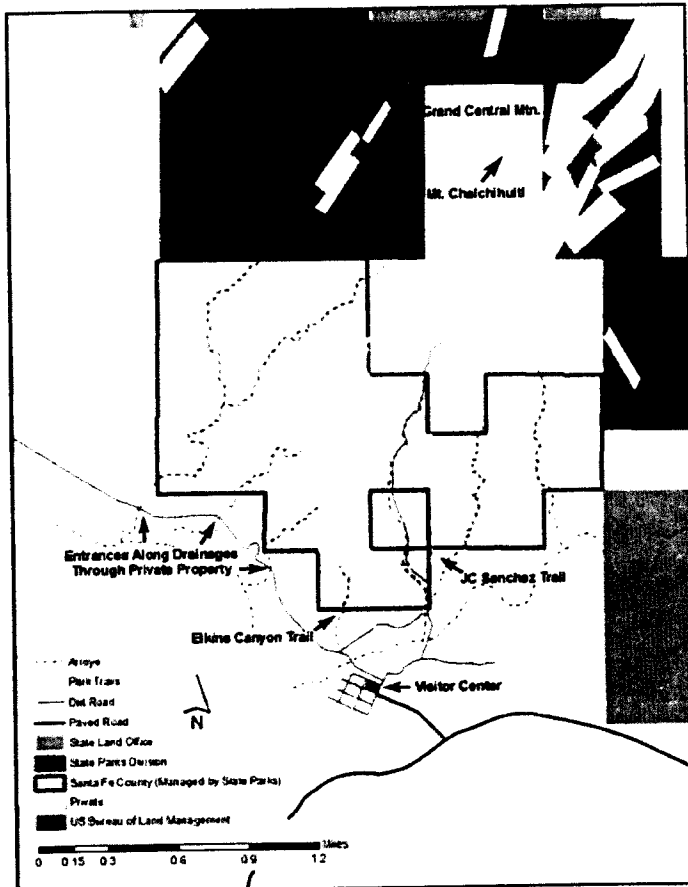 Grand Central Mtn.
Mt. Chalchihuitl
Entrances Along Drainages
Through Private Property
JC Sanchez Trail
Elkins Canyon Trail
Visitor Center
Arroyo
Park Trails
Dirt Road
Paved Road
State Land Office
State Parks Division
Santa Fe County (Managed by State Parks)
Private
US Bureau of Land Management
N
Miles
0 0.15 0.3 0.6 0.9 1.2